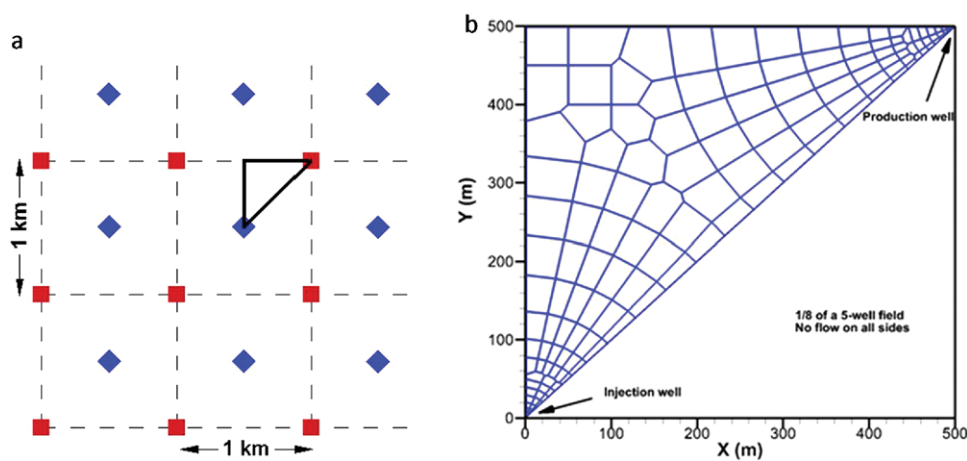 a
1 km
1 km
b
500
400
300
200
100
0
Y (m)
Production well
1/8 of a 5-well field
No flow on all sides
Injection well
0
100
200
300
400
500
X (m)